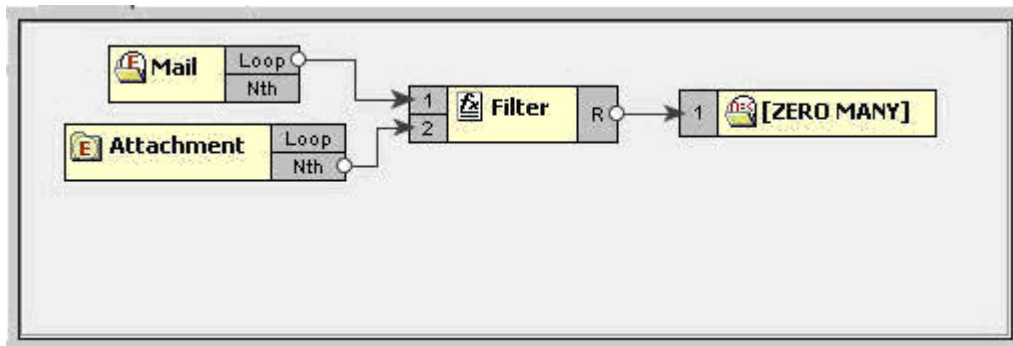 Mail Loop
Nth
Attachment Loop
Nth
1 Filter R
2
1 [ZERO MANY]